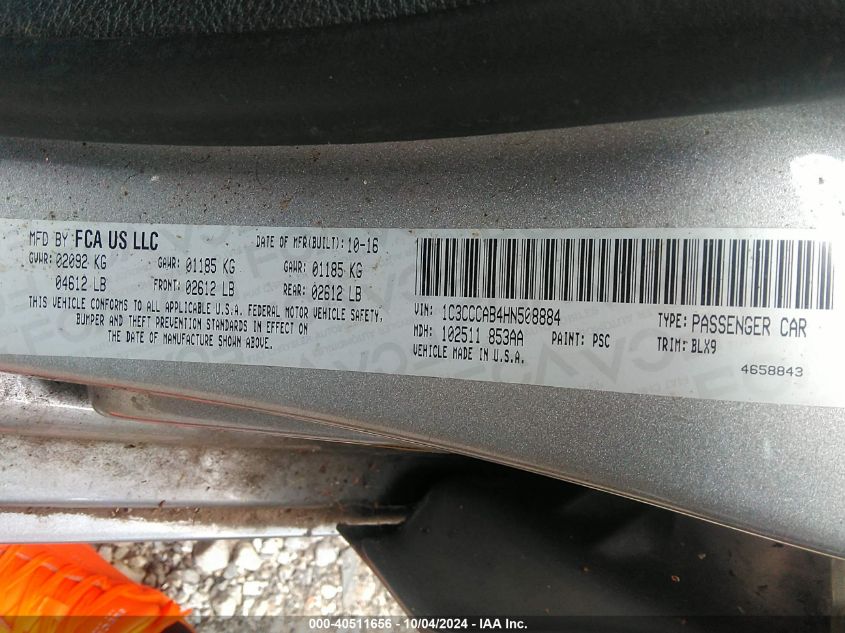 MFD BY FCA US LLC
DATE OF MFR(BUILT): 10-16
GVWR: 02092 KG GAWR: 01185 KG GAWR: 01185 KG
04612 LB FRONT: 02612 LB REAR: 02612 LB
THIS VEHICLE CONFORMS TO ALL APPLICABLE U.S.A. FEDERAL MOTOR VEHICLE SAFETY,
BUMPER AND THEFT PREVENTION STANDARDS IN EFFECT ON
THE DATE OF MANUFACTURE SHOWN ABOVE.
VIN: 1C3CCCAB4HN508884 TYPE: PASSENGER CAR
MDH: 102511 853AA PAINT: PSC TRIM: BLX9
VEHICLE MADE IN U.S.A.
4658843
000-40511656 - 10/04/2024 - IAA Inc.